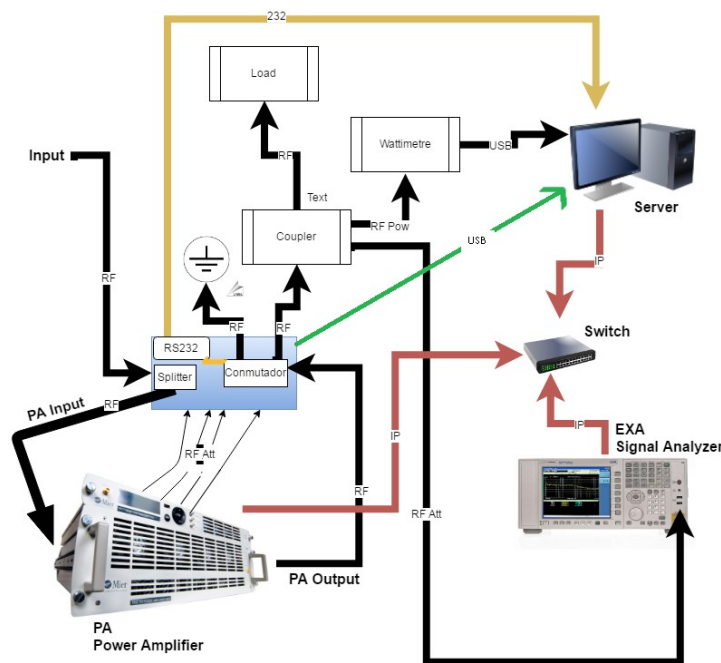 232
Load
RF
Input
Wattimetre
USB
Text
RF Pow
Coupler
Server
USB
RF
IP
RF
RF
RS232
Switch
Splitter
Conmutador
PA Input
RF
RF Att
IP
IP
EXA
Signal Analyzer
RF
RF Att
Mier
PA Output
PA
Power Amplifier